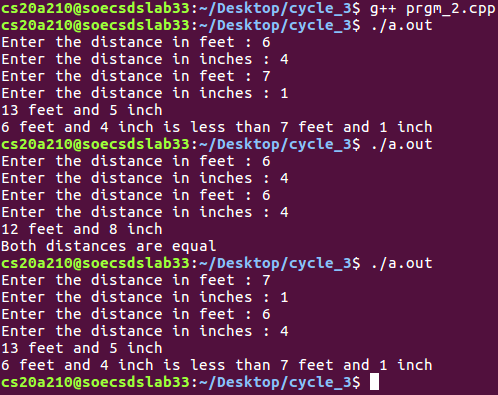 cs20a210@soecsdslab33:~/Desktop/cycle_3$ g++ prgm_2.cpp
cs20a210@soecsdslab33:~/Desktop/cycle_3$ ./a.out
Enter the distance in feet : 6
Enter the distance in inches : 4
Enter the distance in feet : 7
Enter the distance in inches : 1
13 feet and 5 inch
6 feet and 4 inch is less than 7 feet and 1 inch
cs20a210@soecsdslab33:~/Desktop/cycle_3$ ./a.out
Enter the distance in feet : 6
Enter the distance in inches : 4
Enter the distance in feet : 6
Enter the distance in inches : 4
12 feet and 8 inch
Both distances are equal
cs20a210@soecsdslab33:~/Desktop/cycle_3$ ./a.out
Enter the distance in feet : 7
Enter the distance in inches : 1
Enter the distance in feet : 6
Enter the distance in inches : 4
13 feet and 5 inch
6 feet and 4 inch is less than 7 feet and 1 inch
cs20a210@soecsdslab33:~/Desktop/cycle_3$